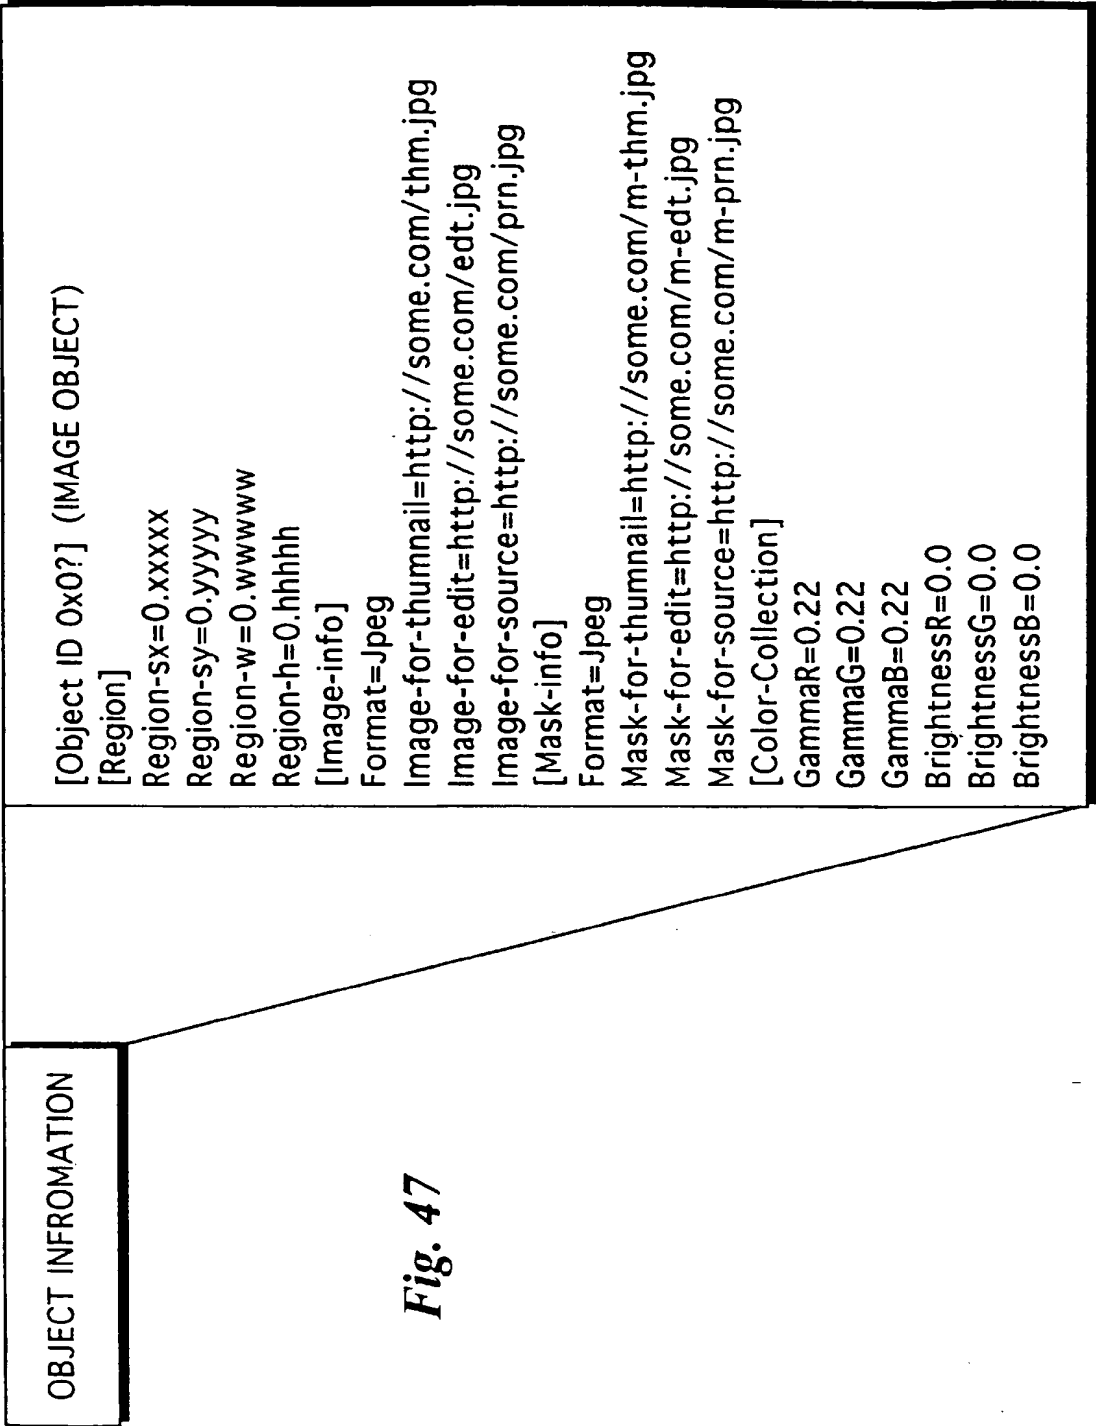 OBJECT INFROMATION
[Object ID 0x0?] (IMAGE OBJECT)
[Region]
Region-sx=0.xxxxx
Region-sy=0.yyyyy
Region-w=0.wwwww
Region-h=0.hhhhh
[Image-info]
Format=Jpeg
Image-for-thumnail=http://some.com/thm.jpg
Image-for-edit=http://some.com/edt.jpg
Image-for-source=http://some.com/prn.jpg
[Mask-info]
Format=Jpeg
Mask-for-thumnail=http://some.com/m-thm.jpg
Mask-for-edit=http://some.com/m-edt.jpg
Mask-for-source=http://some.com/m-prn.jpg
[Color-Collection]
GammaR=0.22
GammaG=0.22
GammaB=0.22
BrightnessR=0.0
BrightnessG=0.0
BrightnessB=0.0
Fig. 47